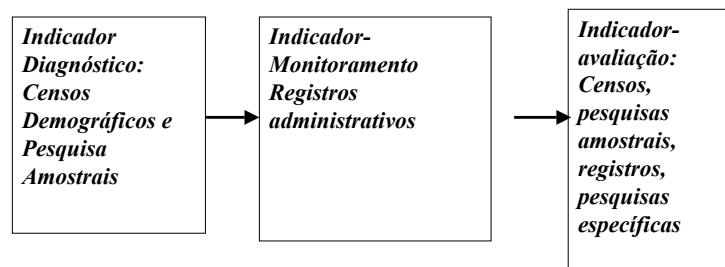 Indicador
Diagnóstico:
Censos
Demográficos e
Pesquisa
Amostrais
Indicador-
Monitoramento
Registros
administrativos
Indicador-
avaliação:
Censos,
pesquisas
amostrais,
registros,
pesquisas
específicas